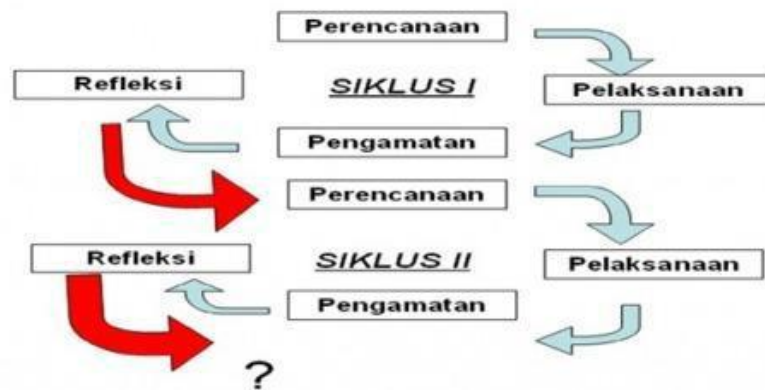 Perencanaan
Refleksi
SIKLUS I
Pelaksanaan
Pengamatan
Perencanaan
Refleksi
SIKLUS II
Pelaksanaan
Pengamatan
?